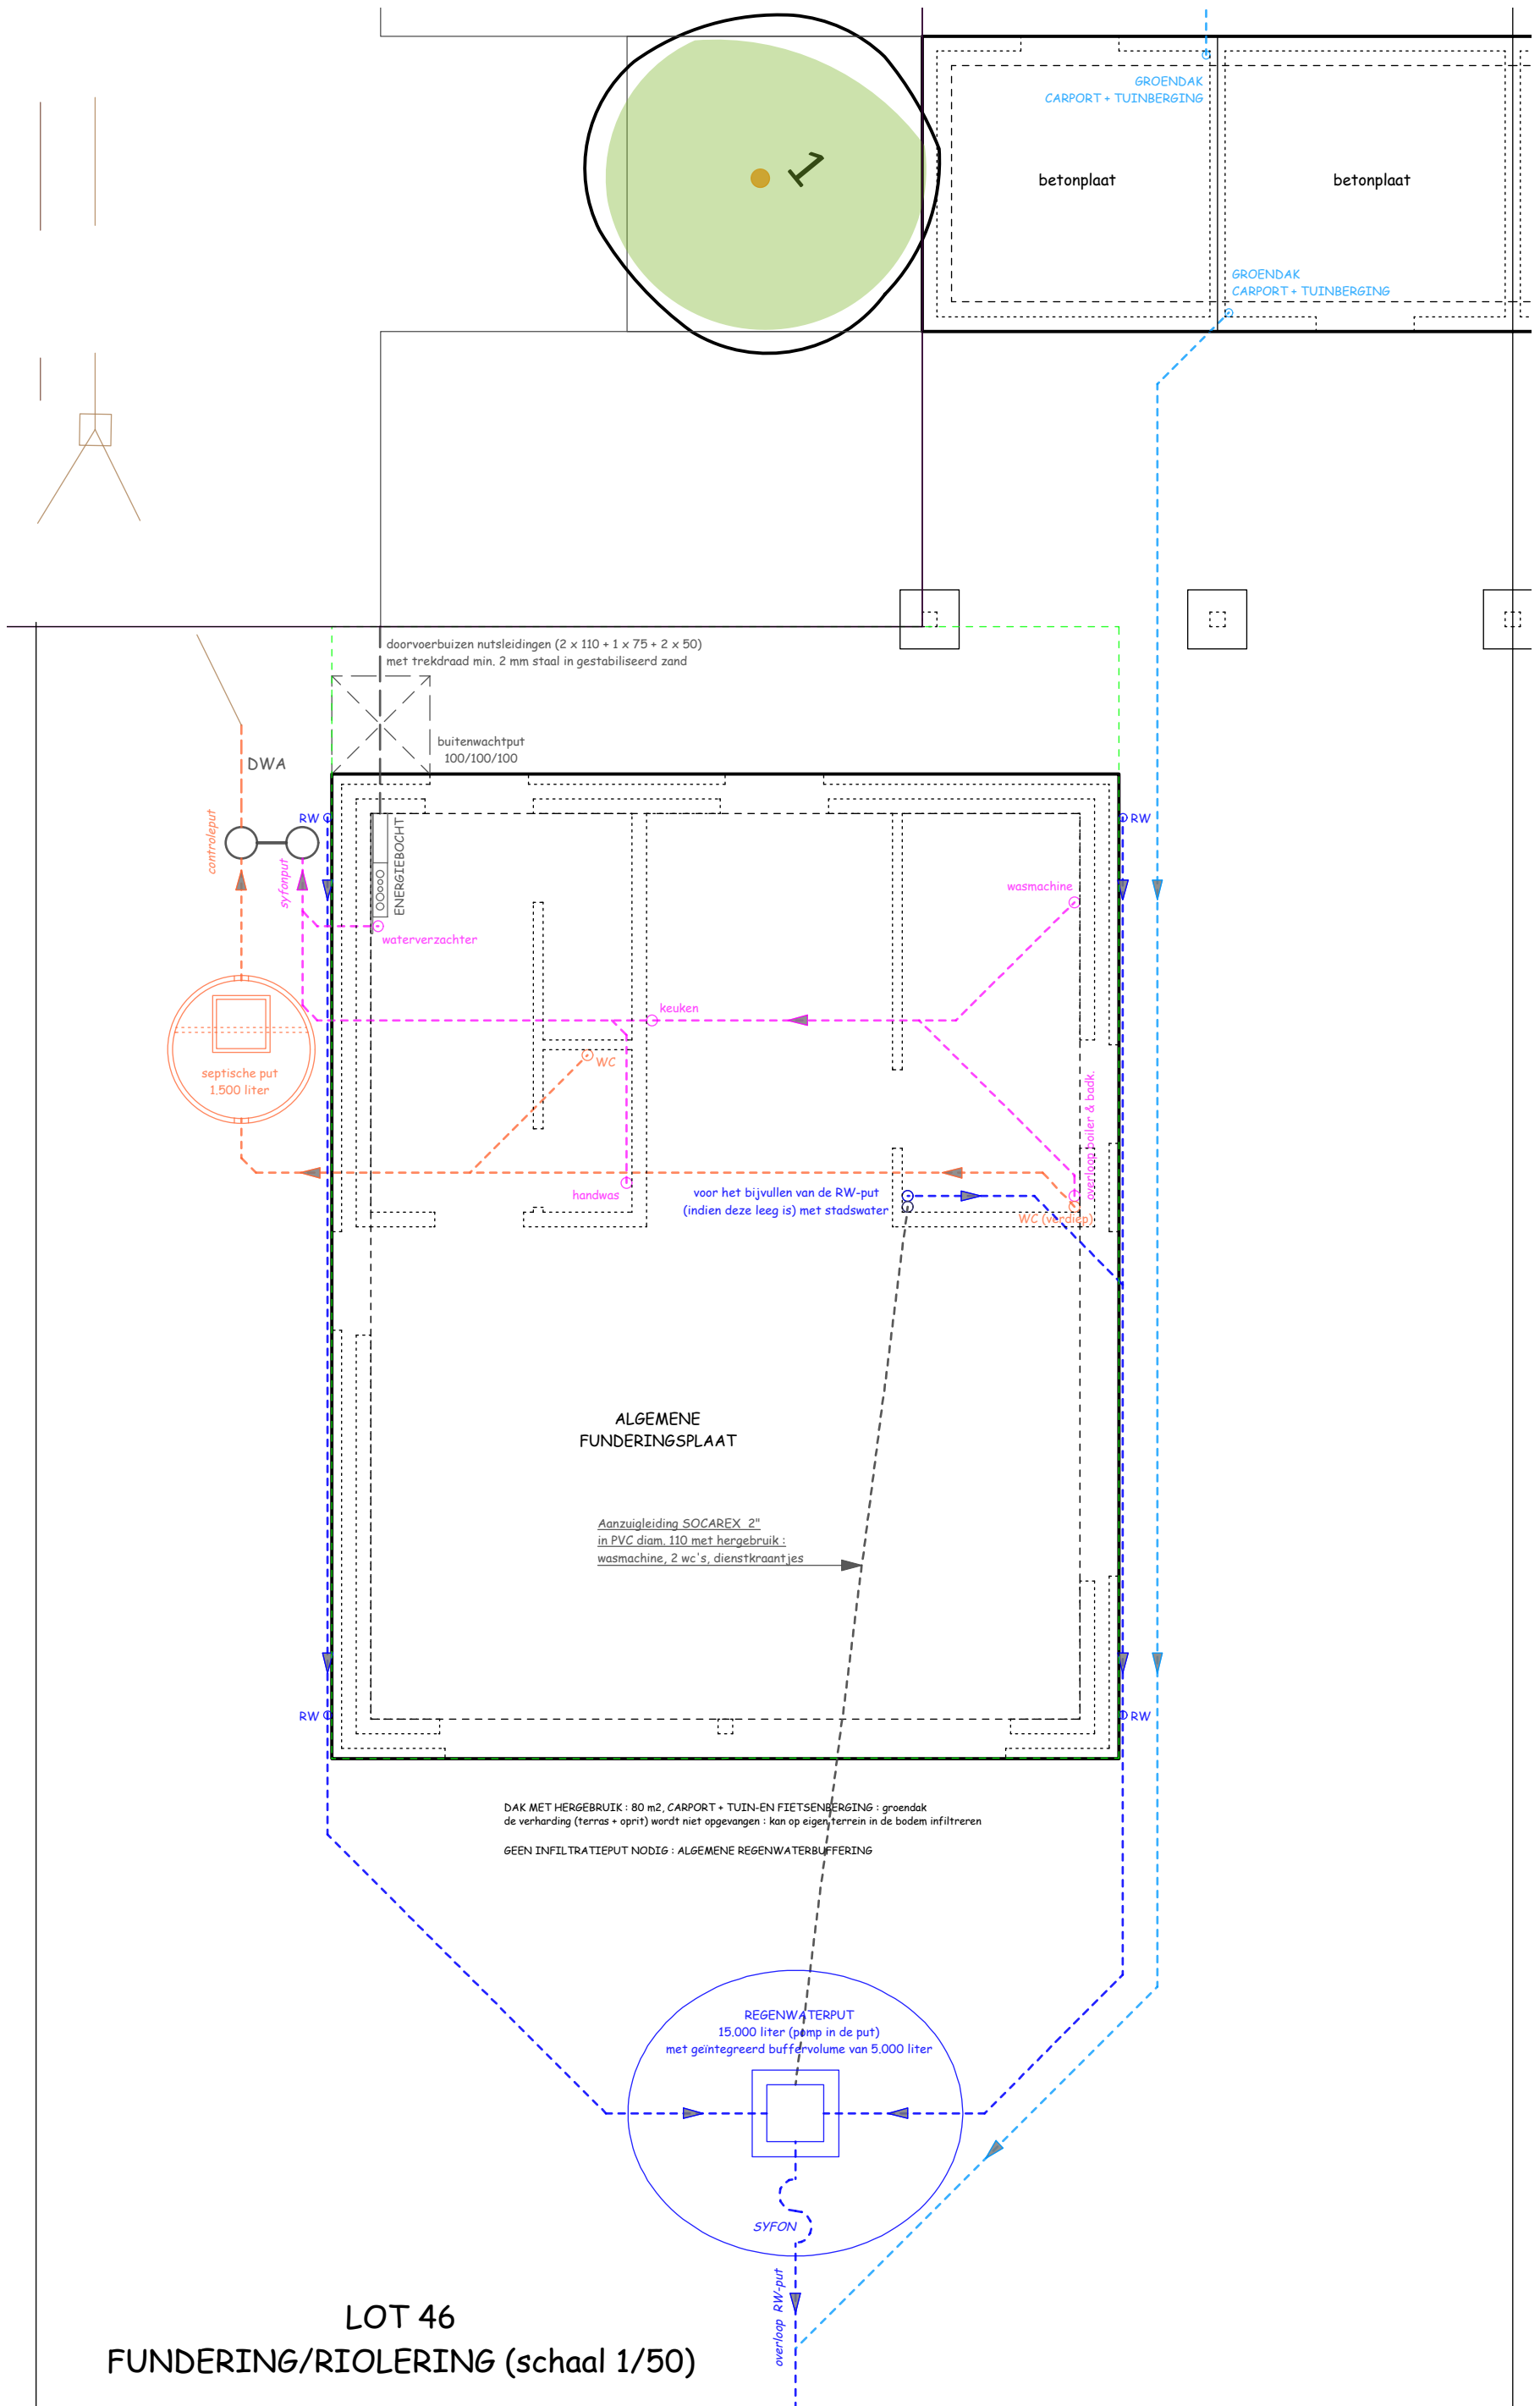 GROENDAK
CARPORT + TUINBERGING
1
betonplaat
betonplaat
GROENDAK
CARPORT + TUINBERGING
doorvoerbuizen nutsleidingen (2 x 110 + 1 x 75 + 2 x 50)
met trekdraad min. 2 mm staal in gestabiliseerd zand
buitenwachtput
100/100/100
DWA
controleput
syfonput
RW
RW
ENERGIEBOCHT
waterverzachter
wasmachine
keuken
WC
septische put
1.500 liter
overloop boiler & badk.
handwas
voor het bijvullen van de RW-put
(indien deze leeg is) met stadswater
WC (verdiep)
ALGEMENE
FUNDERINGSPLAAT
Aanzuigleiding SOCAREX 2"
in PVC diam. 110 met hergebruik :
wasmachine, 2 wc's, dienstkraantjes
RW
RW
DAK MET HERGEBRUIK : 80 m2, CARPORT + TUIN-EN FIETSENBERGING : groendak
de verharding (terras + oprit) wordt niet opgevangen : kan op eigen terrein in de bodem infiltreren
GEEN INFILTRATIEPUT NODIG : ALGEMENE REGENWATERBUFFERING
REGENWATERPUT
15.000 liter (pomp in de put)
met geïntegreerd buffervolume van 5.000 liter
SYFON
overloop RW-put
LOT 46
FUNDERING/RIOLERING (schaal 1/50)